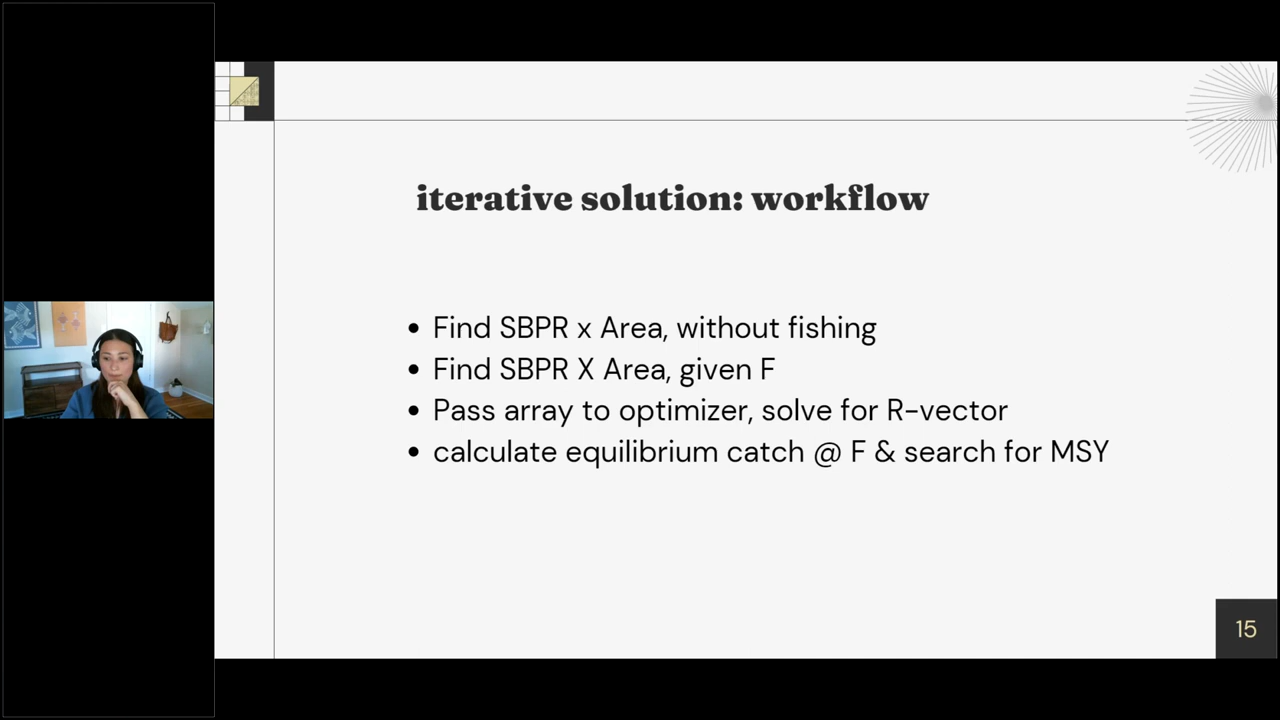 iterative solution: workflow
• Find SBPR x Area, without fishing
• Find SBPR X Area, given F
• Pass array to optimizer, solve for R-vector
• calculate equilibrium catch @ F & search for MSY
15